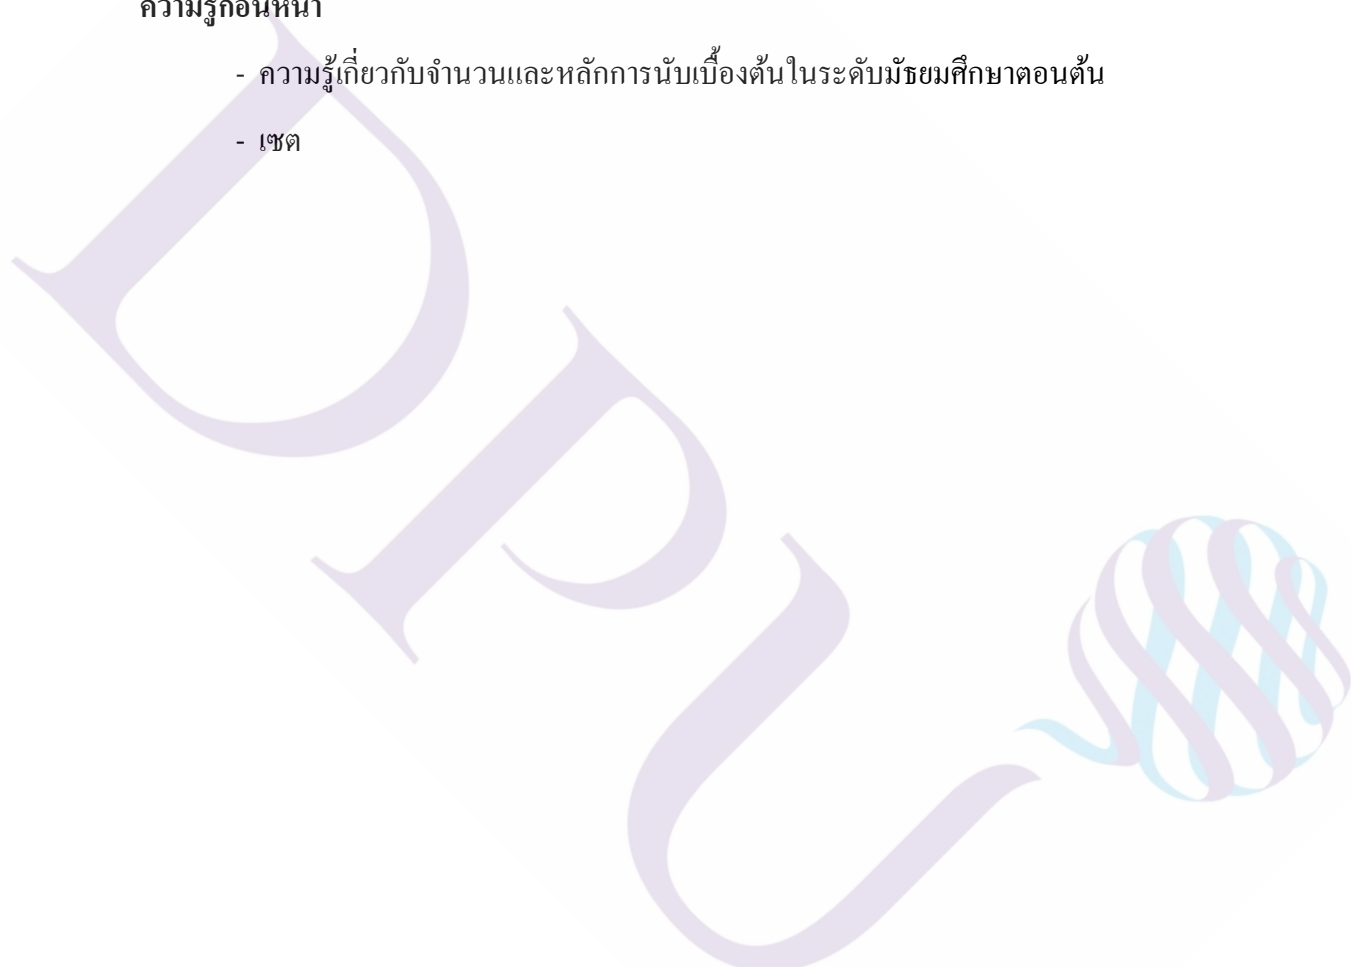 ความรู้ก่อนหน้า
- ความรู้เกี่ยวกับจำนวนและหลักการนับเบื้องต้นในระดับมัธยมศึกษาตอนต้น
- เซต
DPU